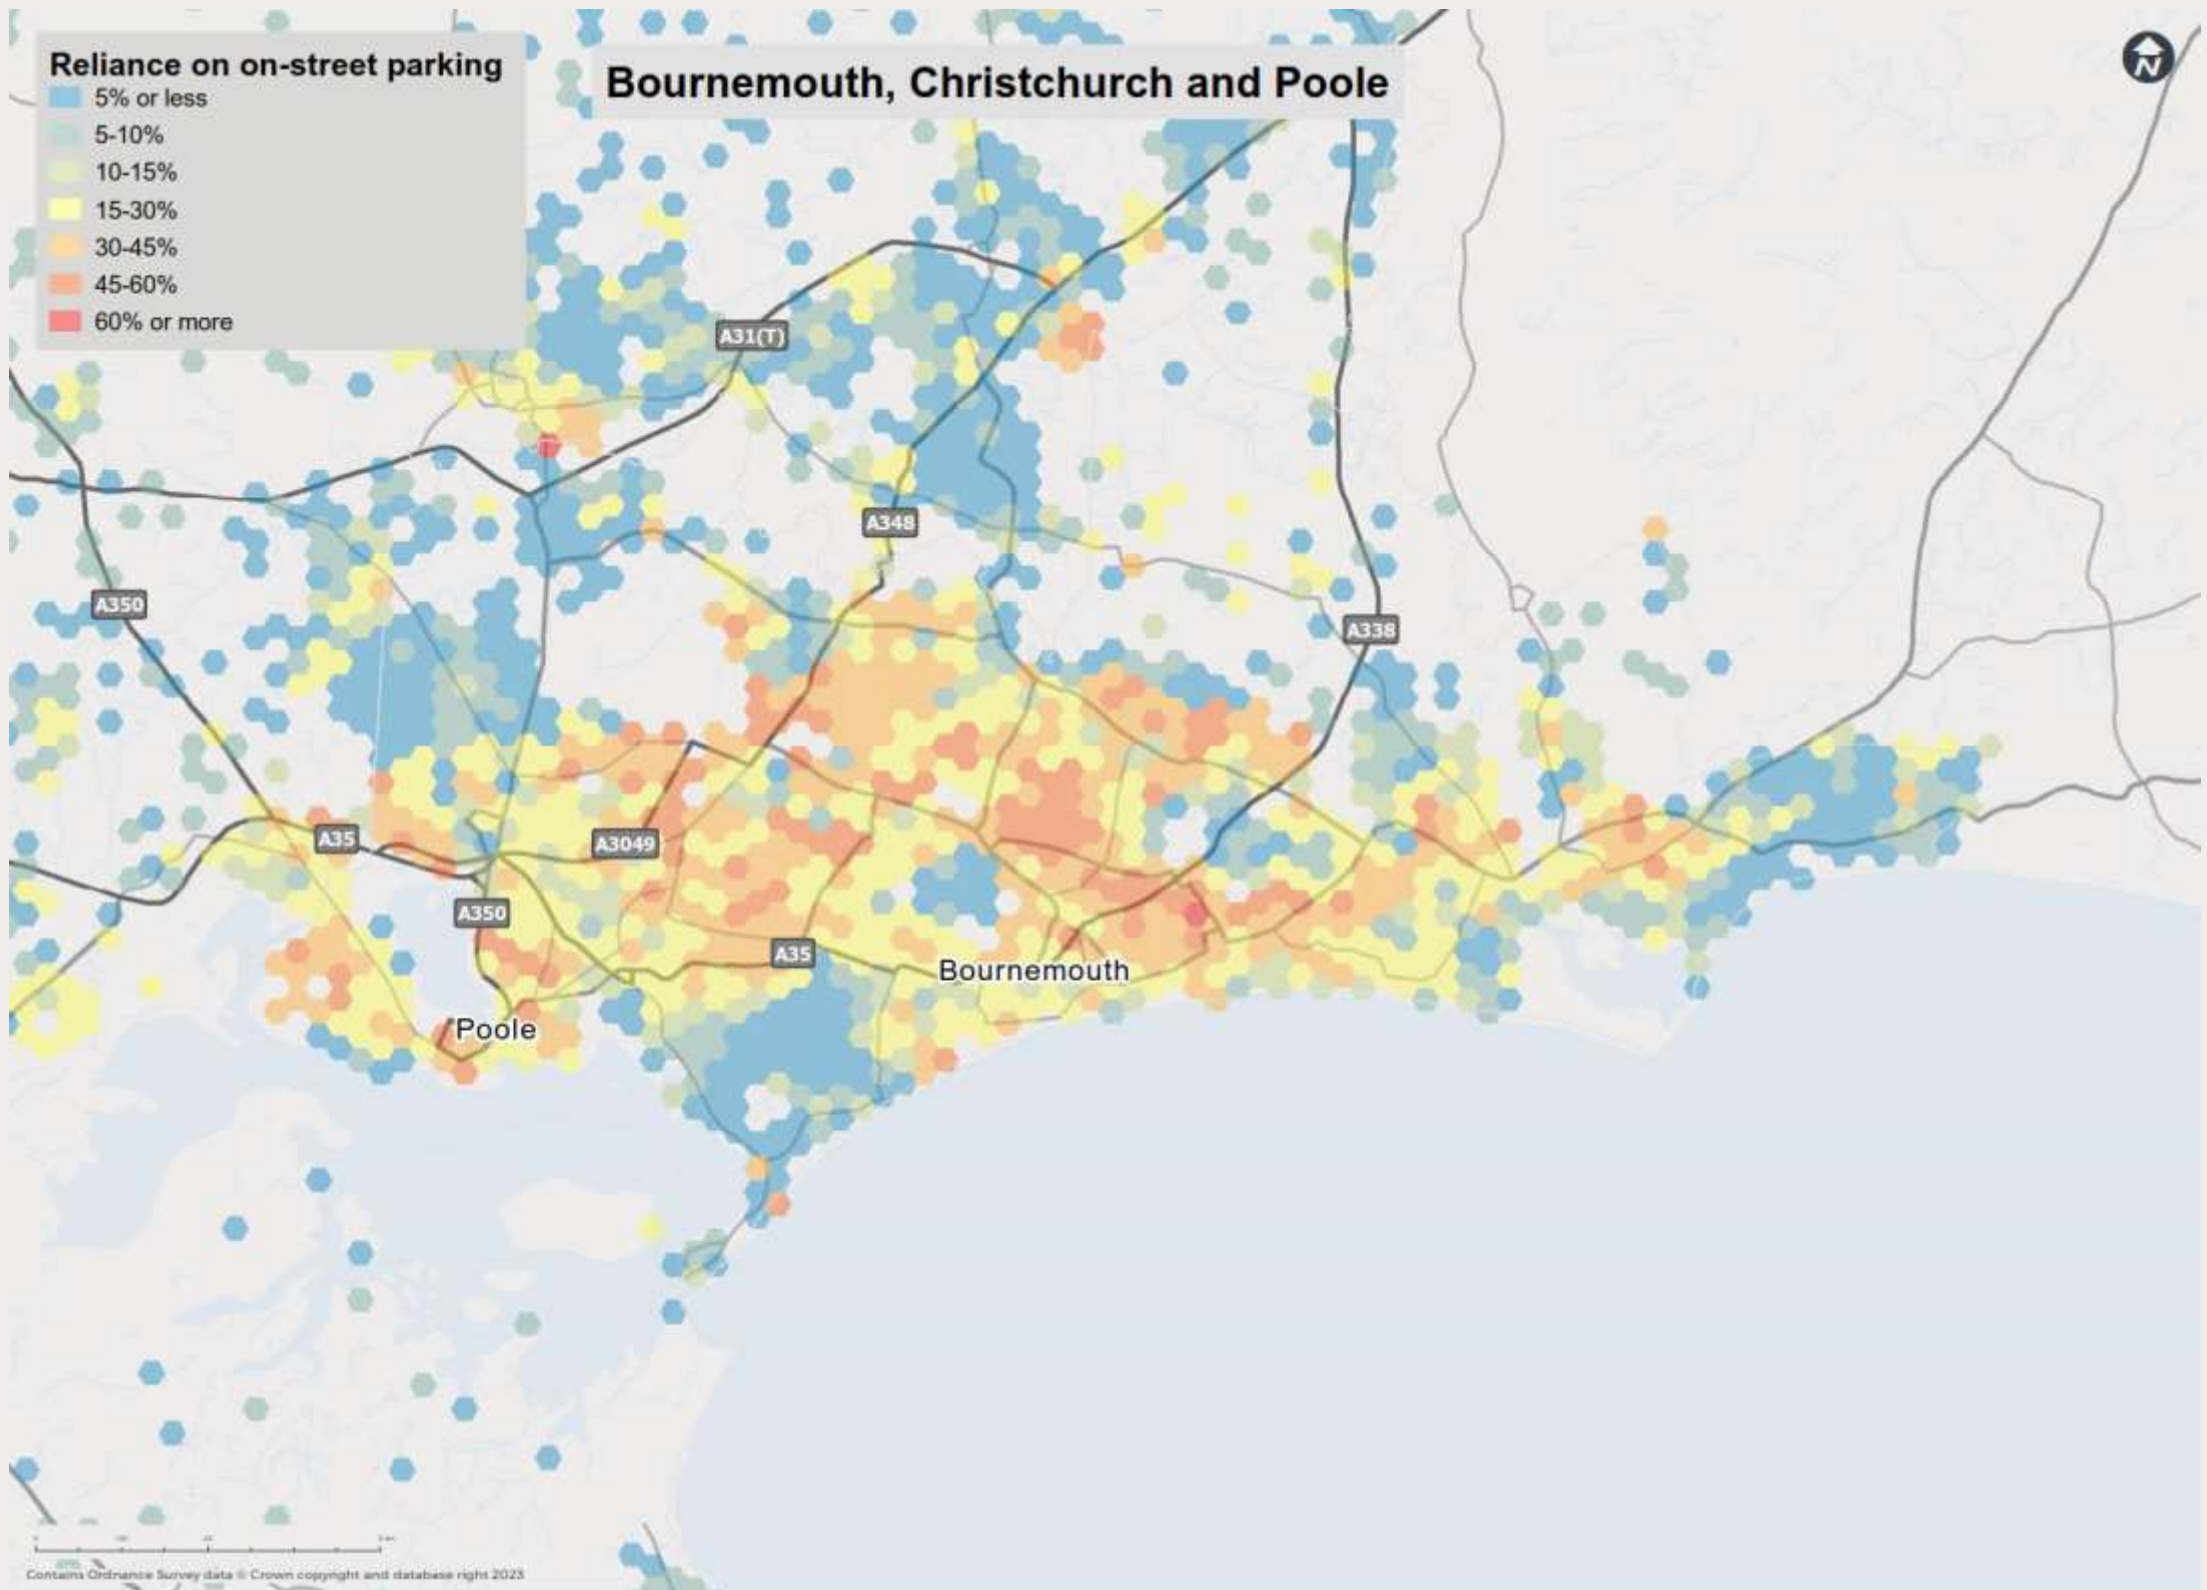 Reliance on on-street parking
5% or less
5-10%
10-15%
15-30%
30-45%
45-60%
60% or more
Bournemouth, Christchurch and Poole
N
A31(T)
A348
A350
A338
A35
A3049
A350
A35
Bournemouth
Poole
Contains Ordnance Survey data © Crown copyright and database right 2023